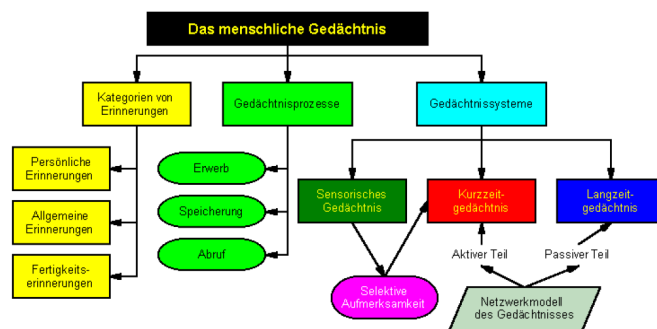 Das menschliche Gedächtnis
Kategorien von
Erinnerungen
Gedächtnisprozesse
Gedächtnissysteme
Persönliche
Erinnerungen
Allgemeine
Erinnerungen
Fertigkeits-
erinnerungen
Erwerb
Speicherung
Abruf
Sensorisches
Gedächtnis
Kurzzeit-
gedächtnis
Langzeit-
gedächtnis
Aktiver Teil
Passiver Teil
Selektive
Aufmerksamkeit
Netzwerkmodell
des Gedächtnisses